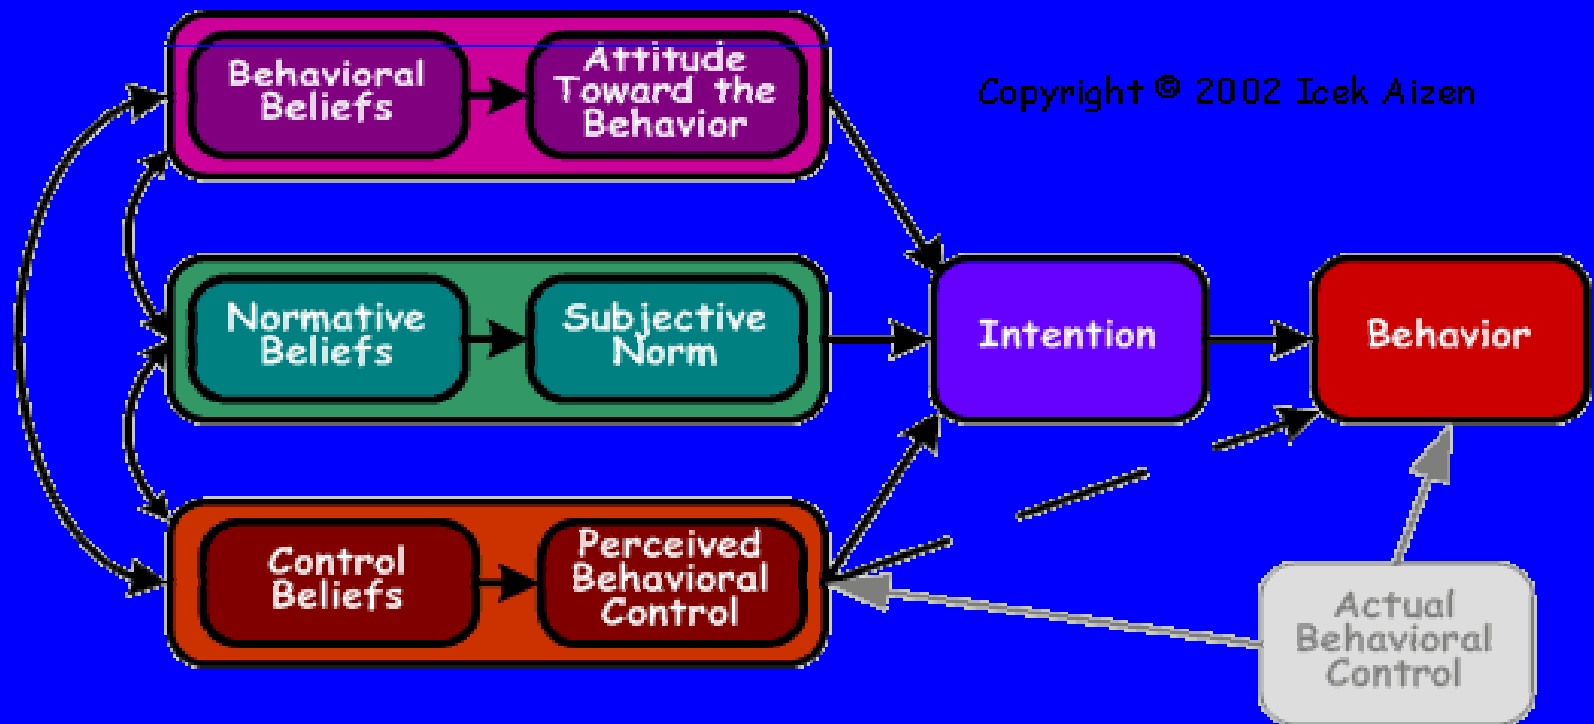 Behavioral
Beliefs
Attitude
Toward the
Behavior
Copyright © 2002 Icek Aizen
Normative
Beliefs
Subjective
Norm
Intention
Behavior
Control
Beliefs
Perceived
Behavioral
Control
Actual
Behavioral
Control